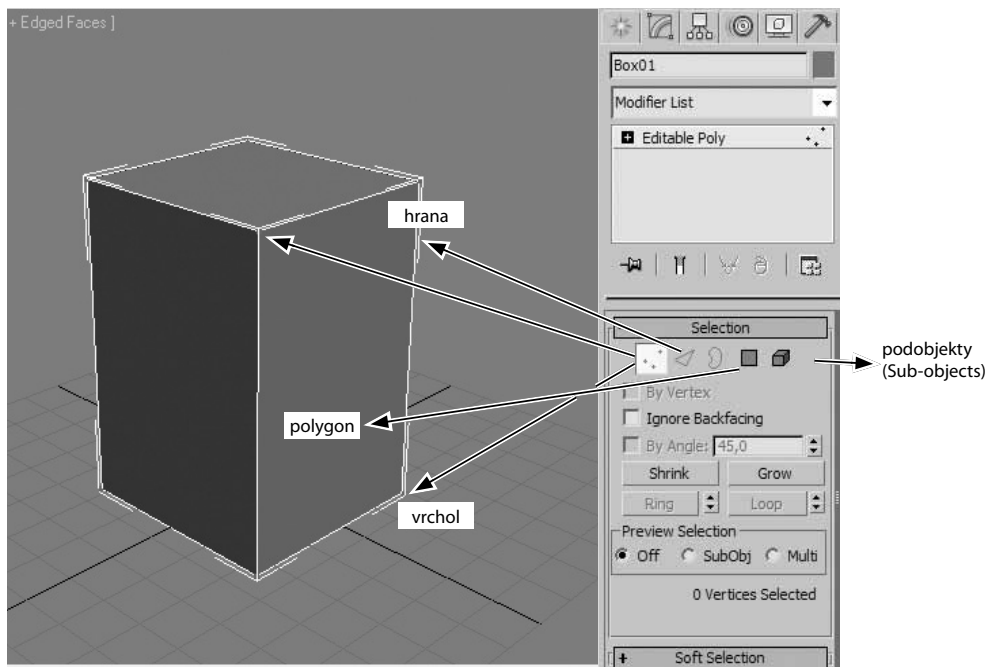 + Edged Faces ]
hrana
polygon
vrchol
Box01
Modifier List
Editable Poly
Selection
podobjekty
(Sub-objects)
By Vertex
Ignore Backfacing
By Angle: 45,0
Shrink Grow
Ring Loop
Preview Selection
Off SubObj Multi
0 Vertices Selected
+ Soft Selection